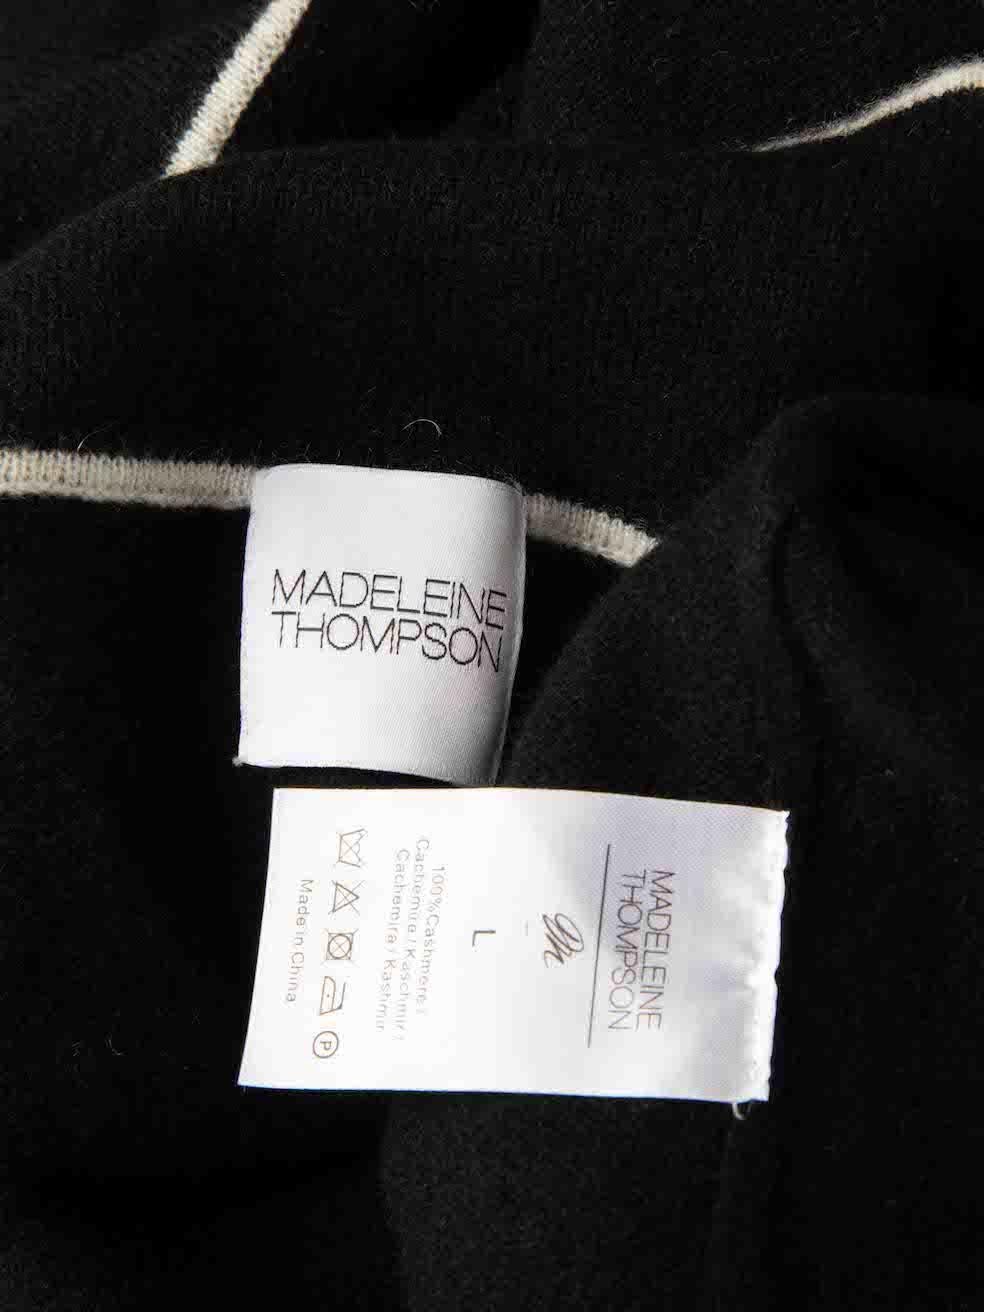 MADELEINE
THOMPSON
MADELEINE
THOMPSON
L
100%Cashmere/
Cachemire/Kaschmir/
Cachemira/Kashmir
P
Made in China